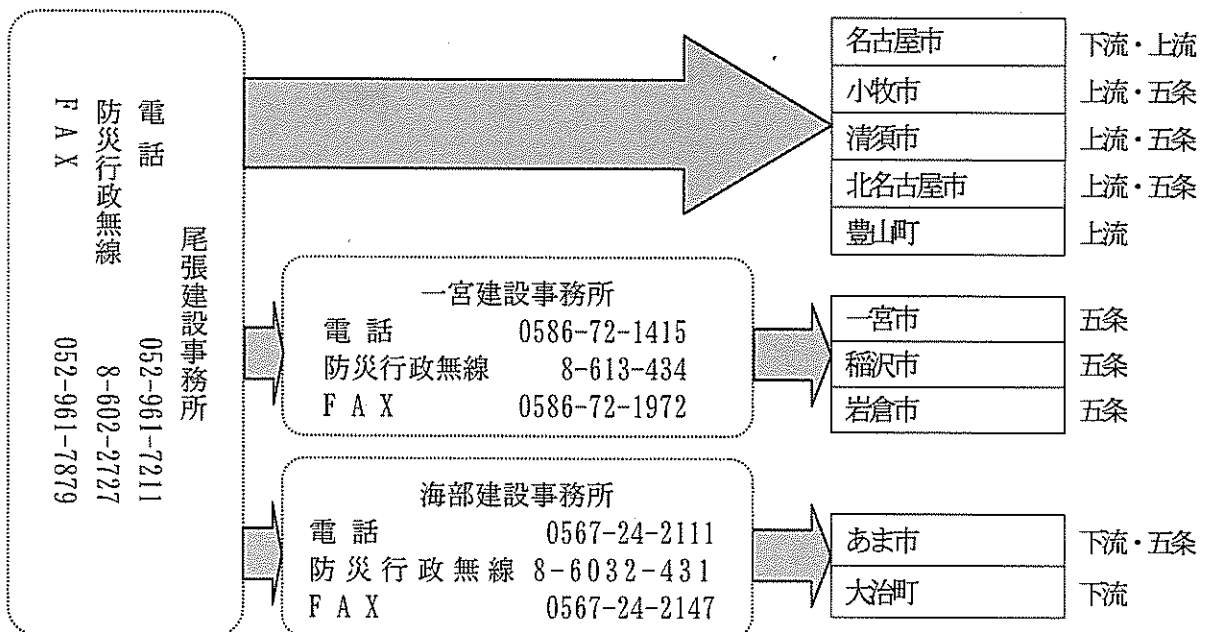 尾張建設事務所
電話 052-961-7211
防災行政無線 8-602-2727
FAX 052-961-7879
名古屋市 下流・上流
小牧市 上流・五条
清須市 上流・五条
北名古屋市 上流・五条
豊山町 上流
一宮建設事務所
電話 0586-72-1415
防災行政無線 8-613-434
FAX 0586-72-1972
一宮市 五条
稲沢市 五条
岩倉市 五条
海部建設事務所
電話 0567-24-2111
防災行政無線 8-6032-431
FAX 0567-24-2147
あま市 下流・五条
大治町 下流